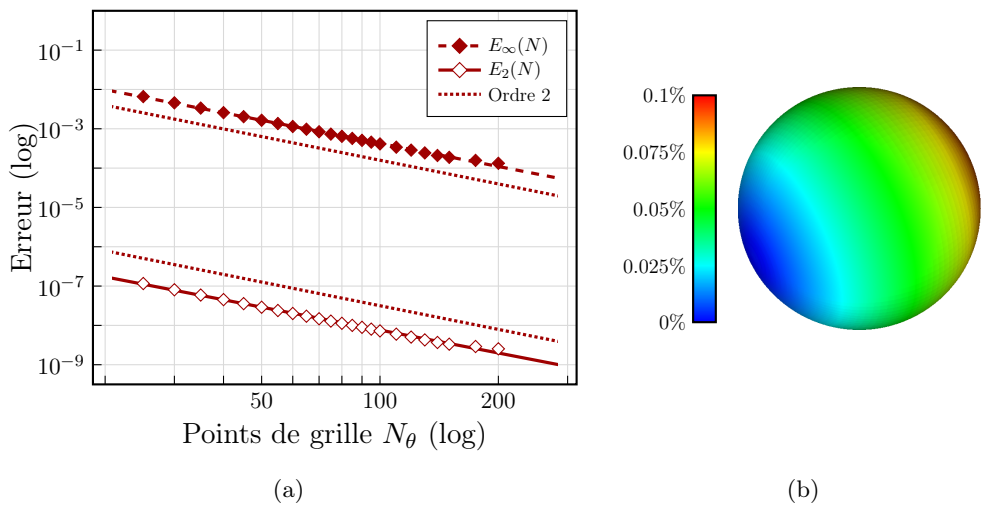 10−1
10−3
10−5
10−7
10−9
Erreur (log)
E∞(N)
E2(N)
Ordre 2
50
100
200
Points de grille Nθ (log)
(a)
0.1%
0.075%
0.05%
0.025%
0%
(b)